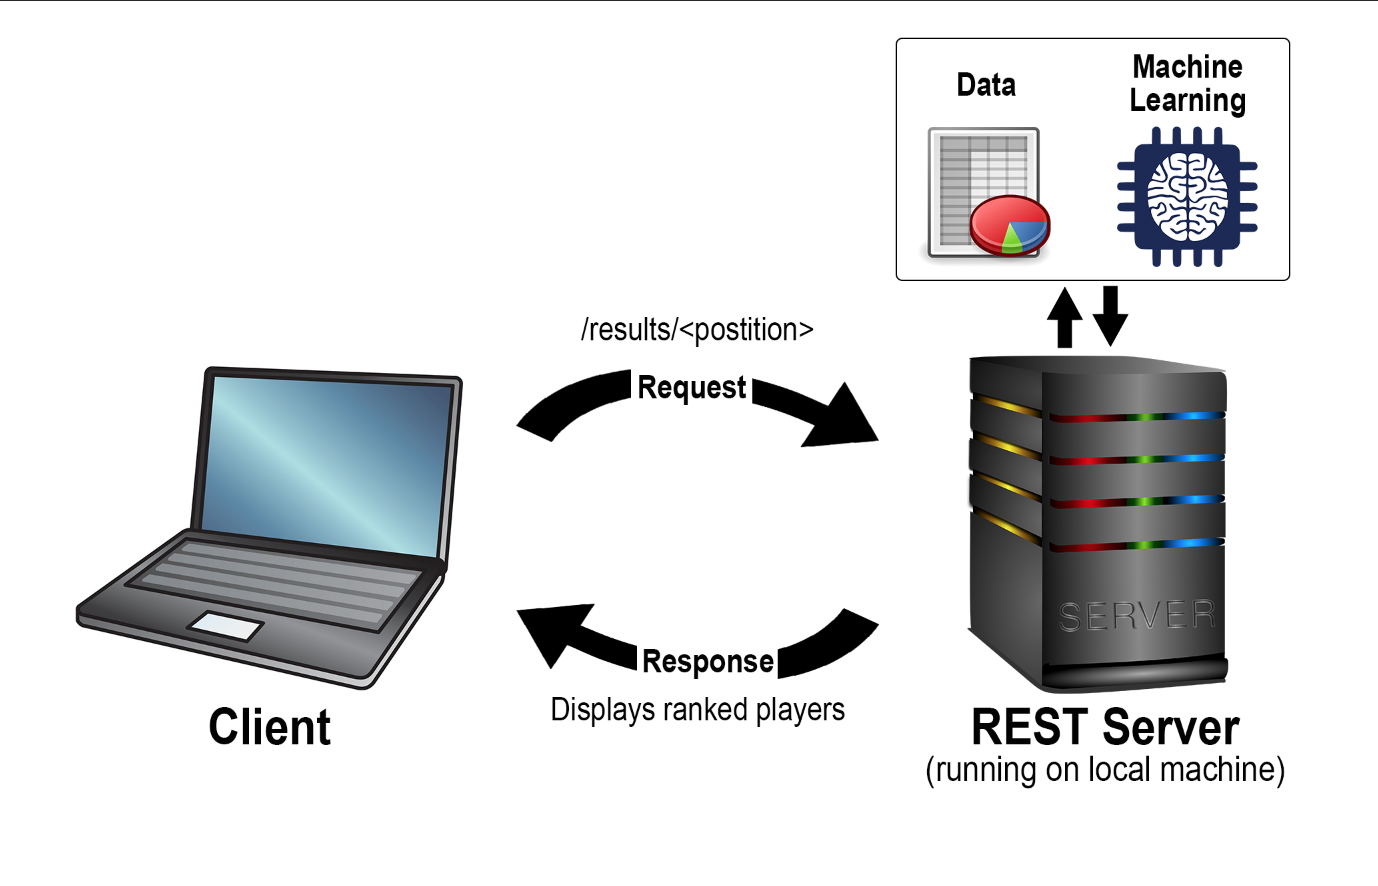 Data
Machine
Learning
/results/<postition>
Request
SERVER
Response
Displays ranked players
Client
REST Server
(running on local machine)